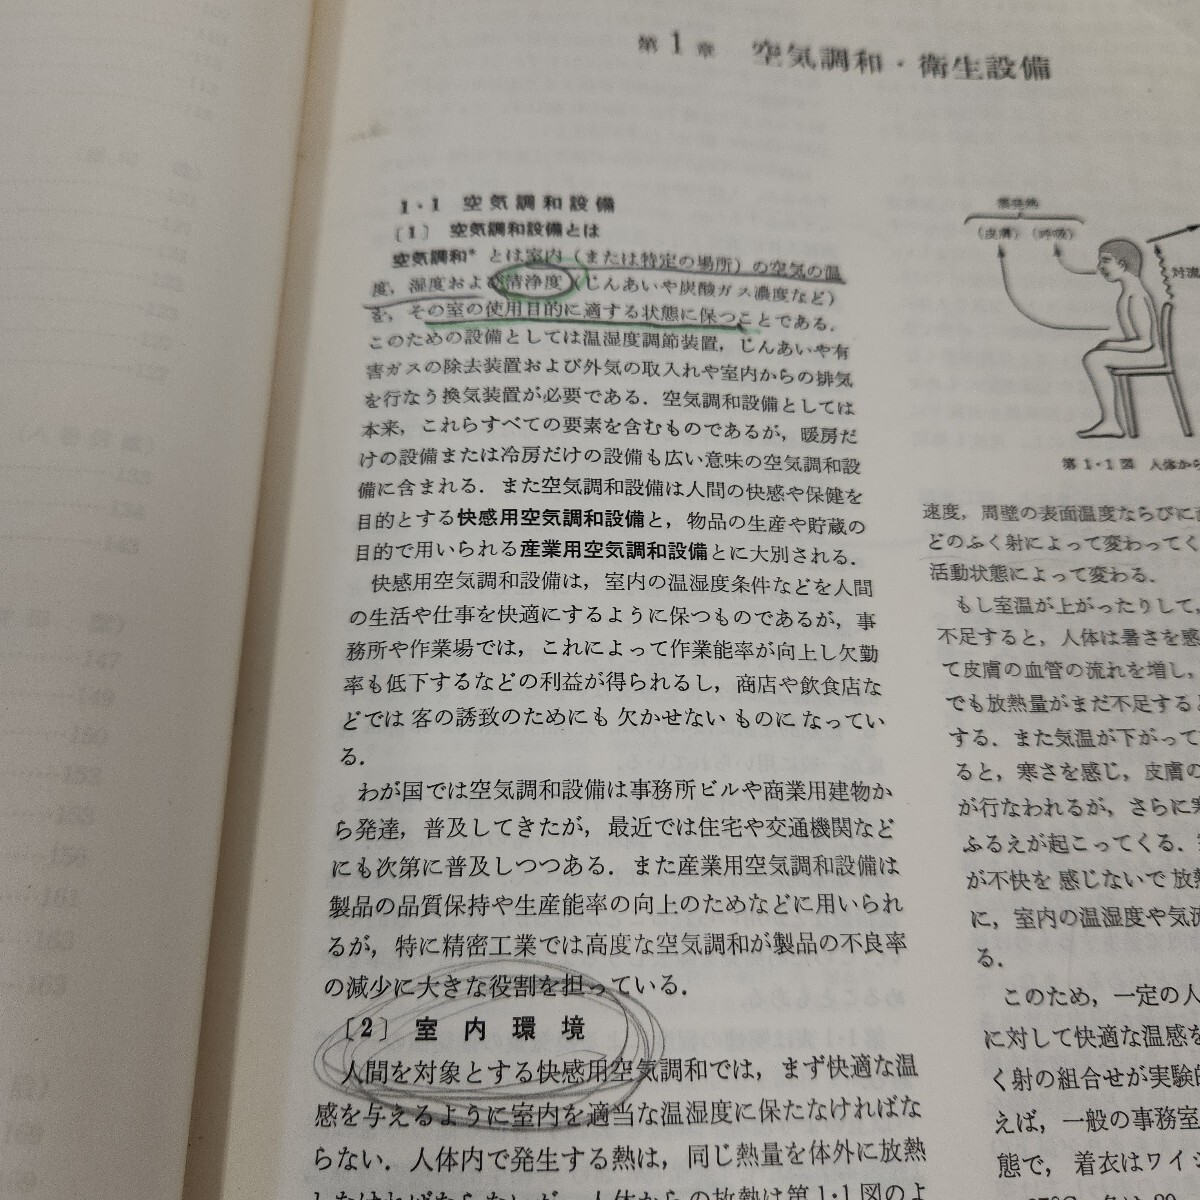 第1章 空気調和・衛生設備
1・1 空気調和設備
〔1〕 空気調和設備とは
空気調和*とは室内（または特定の場所）の空気の温
度，湿度および清浄度（じんあいや炭酸ガス濃度など）
を，その室の使用目的に適する状態に保つことである．
このための設備としては温湿度調節装置，じんあいや有
害ガスの除去装置および外気の取入れや室内からの排気
を行なう換気装置が必要である．空気調和設備としては
本来，これらすべての要素を含むものであるが，暖房だ
けの設備または冷房だけの設備も広い意味の空気調和設
備に含まれる．また空気調和設備は人間の快感や保健を
目的とする快感用空気調和設備と，物品の生産や貯蔵の
目的で用いられる産業用空気調和設備とに大別される．
快感用空気調和設備は，室内の温湿度条件などを人間
の生活や仕事を快適にするように保つものであるが，事
務所や作業場では，これによって作業能率が向上し欠勤
率も低下するなどの利益が得られるし，商店や飲食店な
どでは客の誘致のためにも欠かせないものになってい
る．
わが国では空気調和設備は事務所ビルや商業用建物か
ら発達，普及してきたが，最近では住宅や交通機関など
にも次第に普及しつつある．また産業用空気調和設備は
製品の品質保持や生産能率の向上のためなどに用いられ
るが，特に精密工業では高度な空気調和が製品の不良率
の減少に大きな役割を担っている．
〔2〕 室内環境
人間を対象とする快感用空気調和では，まず快適な温
感を与えるように室内を適当な温湿度に保たなければな
らない．人体内で発生する熱は，同じ熱量を体外に放熱
しなければならないが，人体からの放熱は第1・1図のよ
（皮膚）（呼吸）
対流
第1・1図 人体から
速度，周壁の表面温度ならびに
どのふく射によって変わってく
活動状態によって変わる．
もし室温が上がったりして，
不足すると，人体は暑さを感
て皮膚の血管の流れを増し，
でも放熱量がまだ不足すると
する．また気温が下がって
ると，寒さを感じ，皮膚の
が行なわれるが，さらに寒
ふるえが起こってくる．
が不快を感じないで放熱
に，室内の温湿度や気流
る．
このため，一定の人
に対して快適な温感を
く射の組合せが実験的
えば，一般の事務室
態で，着衣はワイシ
147
149
150
161
163